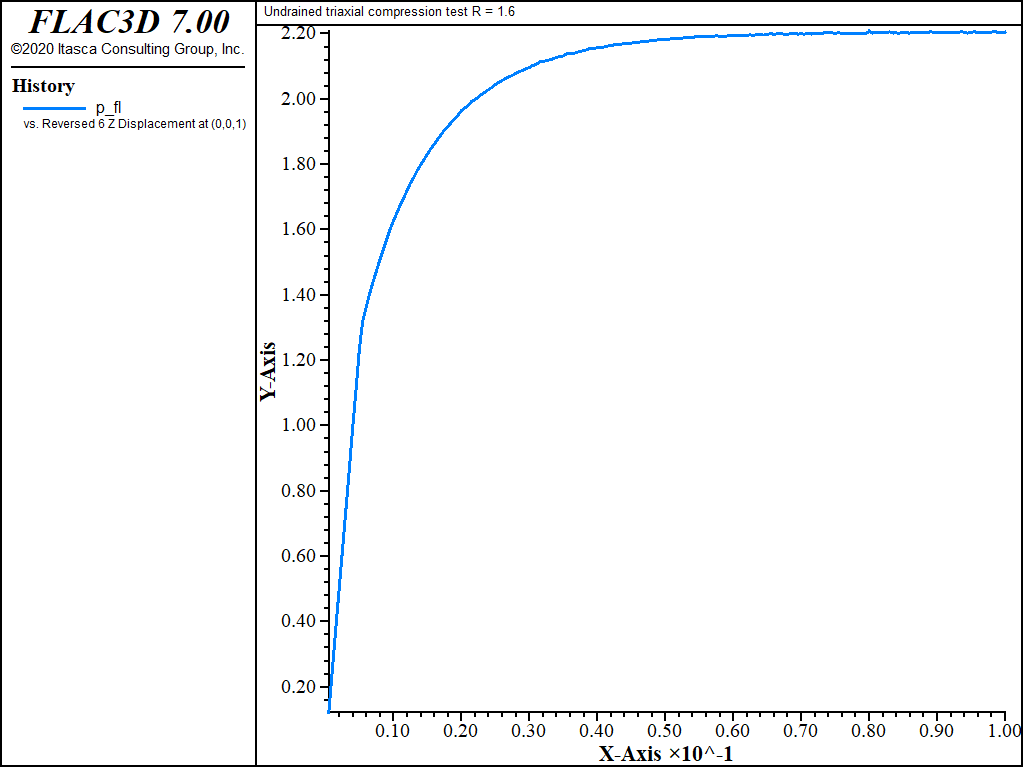 FLAC3D 7.00
©2020 Itasca Consulting Group, Inc.
History
p_fl
vs. Reversed 6 Z Displacement at (0,0,1)
Undrained triaxial compression test R = 1.6
2.20
2.00
1.80
1.60
1.40
1.20
1.00
0.80
0.60
0.40
0.20
Y-Axis
0.10 0.20 0.30 0.40 0.50 0.60 0.70 0.80 0.90 1.00
X-Axis ×10^-1